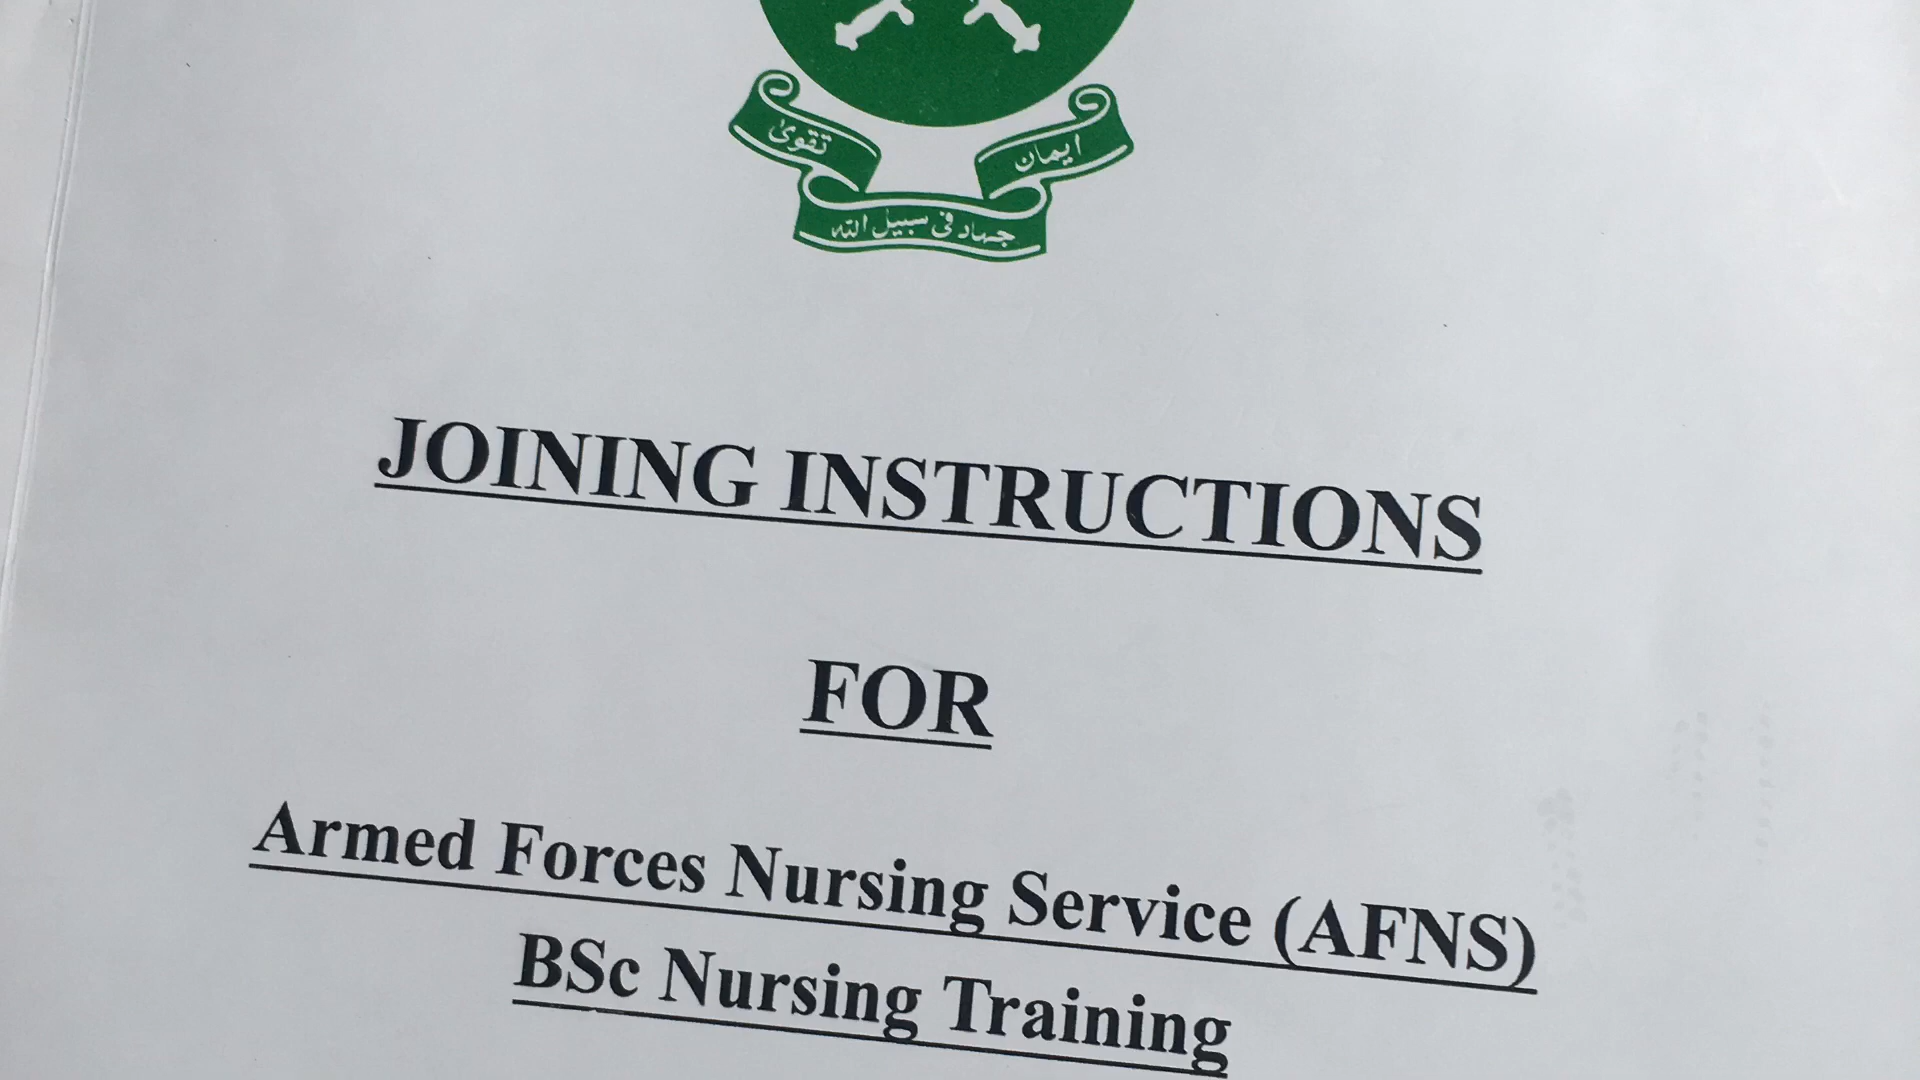 ایمان
تقویٰ
جہاد فی سبیل اللہ
JOINING INSTRUCTIONS
FOR
Armed Forces Nursing Service (AFNS)
BSc Nursing Training